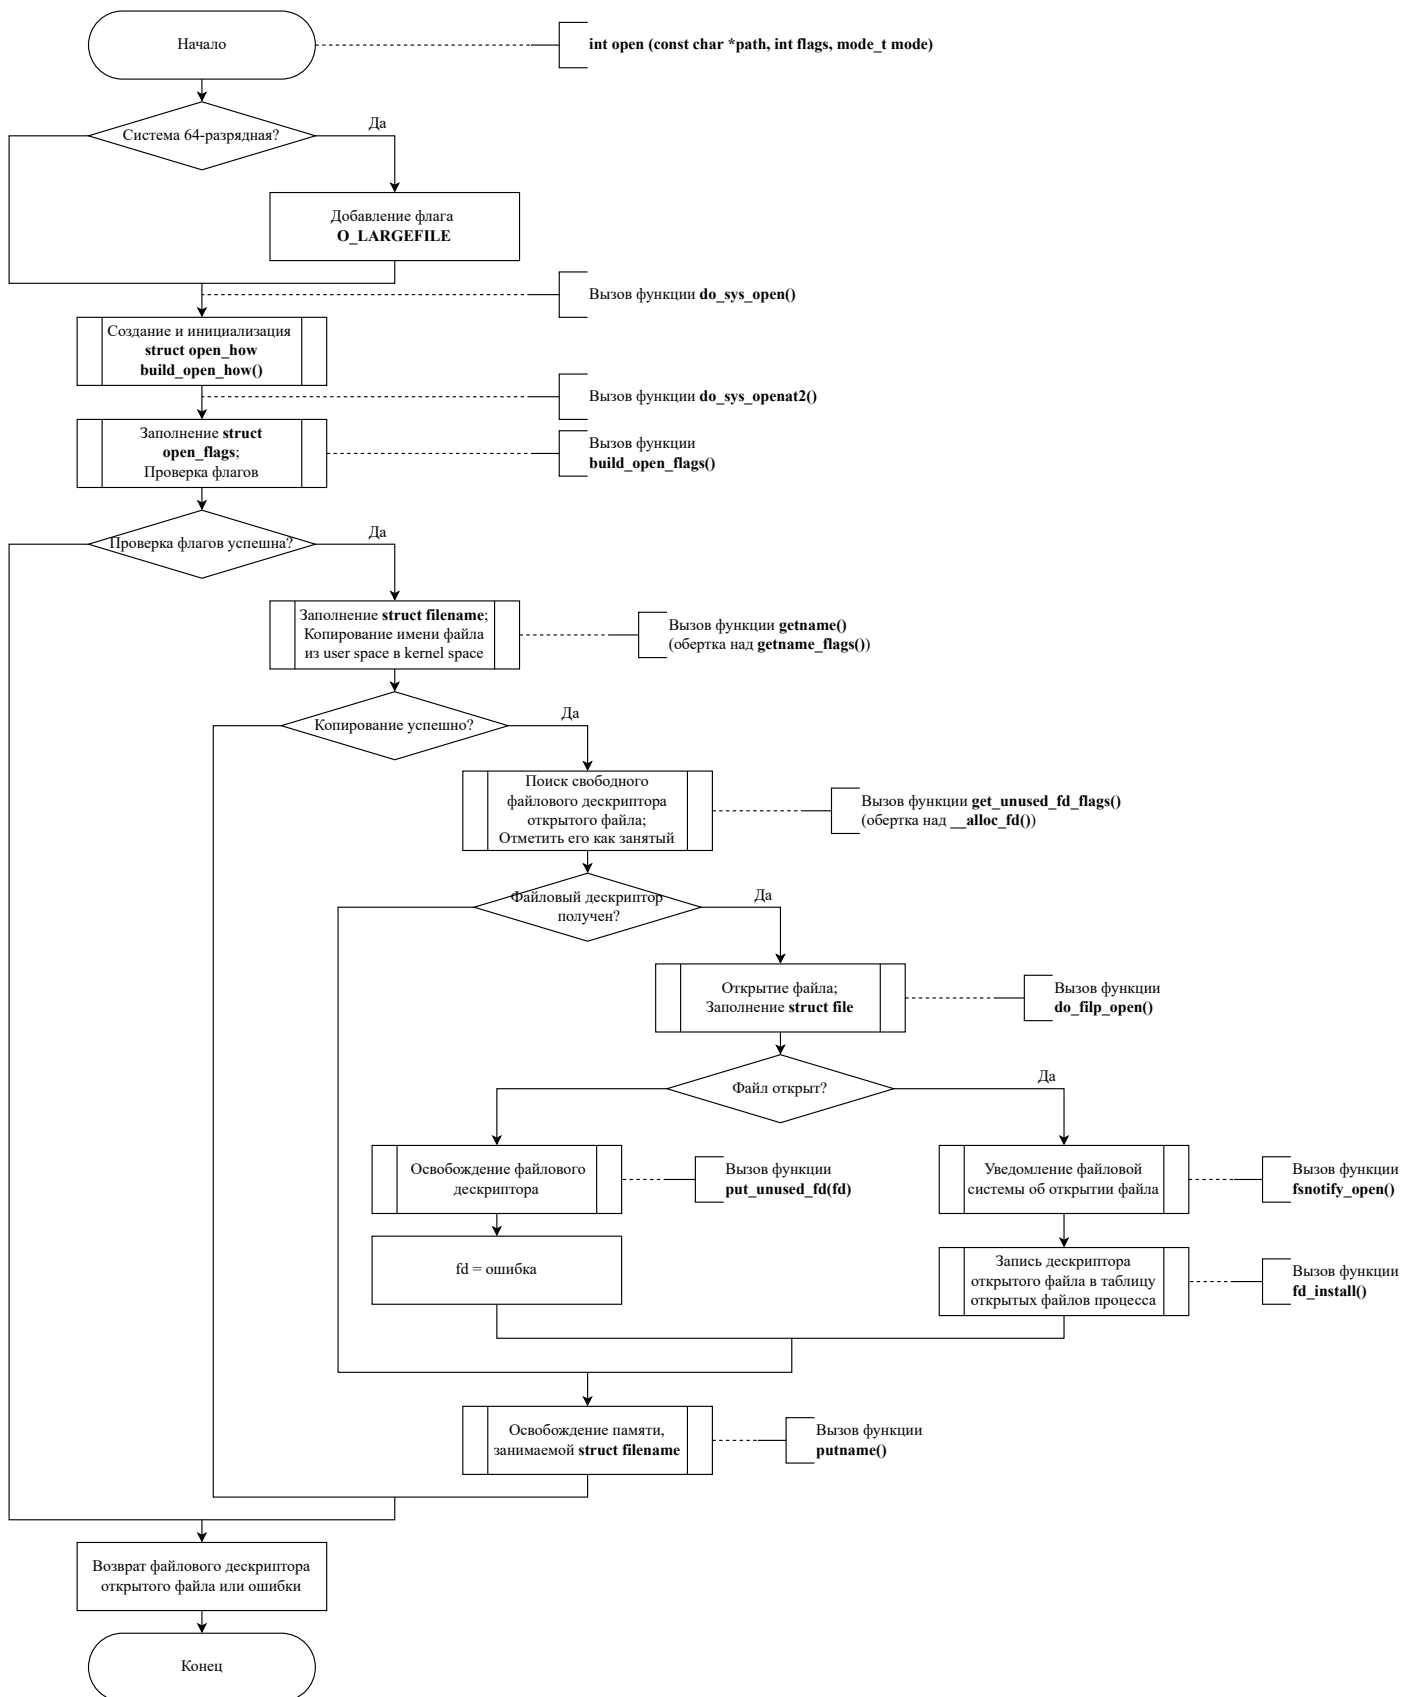 Начало
int open (const char *path, int flags, mode_t mode)
Система 64-разрядная?
Да
Добавление флага
O_LARGEFILE
Вызов функции do_sys_open()
Создание и инициализация
struct open_how
build_open_how()
Вызов функции do_sys_openat2()
Заполнение struct
open_flags;
Проверка флагов
Вызов функции
build_open_flags()
Проверка флагов успешна?
Да
Заполнение struct filename;
Копирование имени файла
из user space в kernel space
Вызов функции getname()
(обертка над getname_flags())
Копирование успешно?
Да
Поиск свободного
файлового дескриптора
открытого файла;
Отметить его как занятый
Вызов функции get_unused_fd_flags()
(обертка над __alloc_fd())
Файловый дескриптор
получен?
Да
Открытие файла;
Заполнение struct file
Вызов функции
do_filp_open()
Файл открыт?
Да
Освобождение файлового
дескриптора
Вызов функции
put_unused_fd(fd)
Уведомление файловой
системы об открытии файла
Вызов функции
fsnotify_open()
fd = ошибка
Запись дескриптора
открытого файла в таблицу
открытых файлов процесса
Вызов функции
fd_install()
Освобождение памяти,
занимаемой struct filename
Вызов функции
putname()
Возврат файлового дескриптора
открытого файла или ошибки
Конец